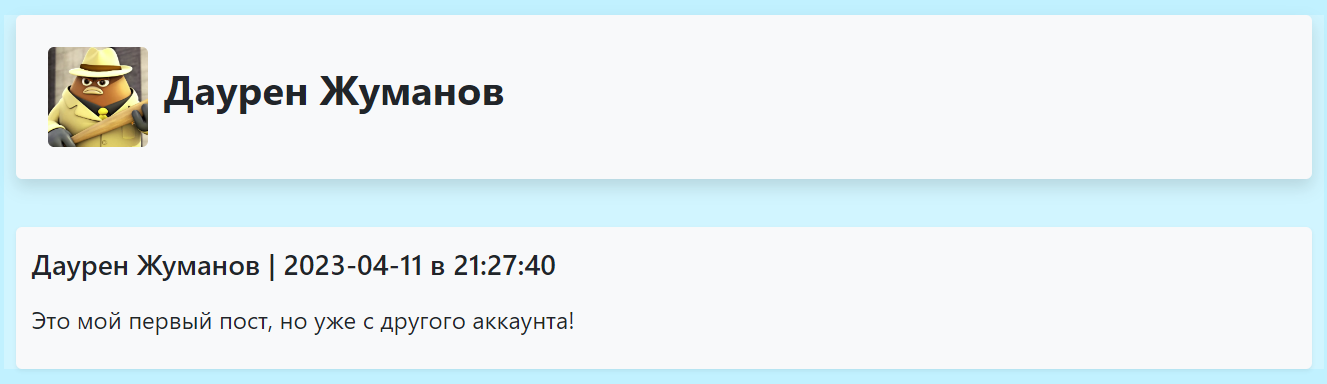 Даурен Жуманов
Даурен Жуманов | 2023-04-11 в 21:27:40
Это мой первый пост, но уже с другого аккаунта!